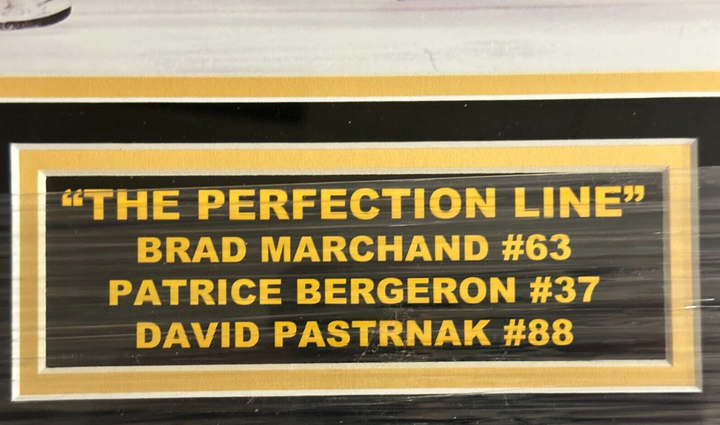 “THE PERFECTION LINE”
BRAD MARCHAND #63
PATRICE BERGERON #37
DAVID PASTRNAK #88